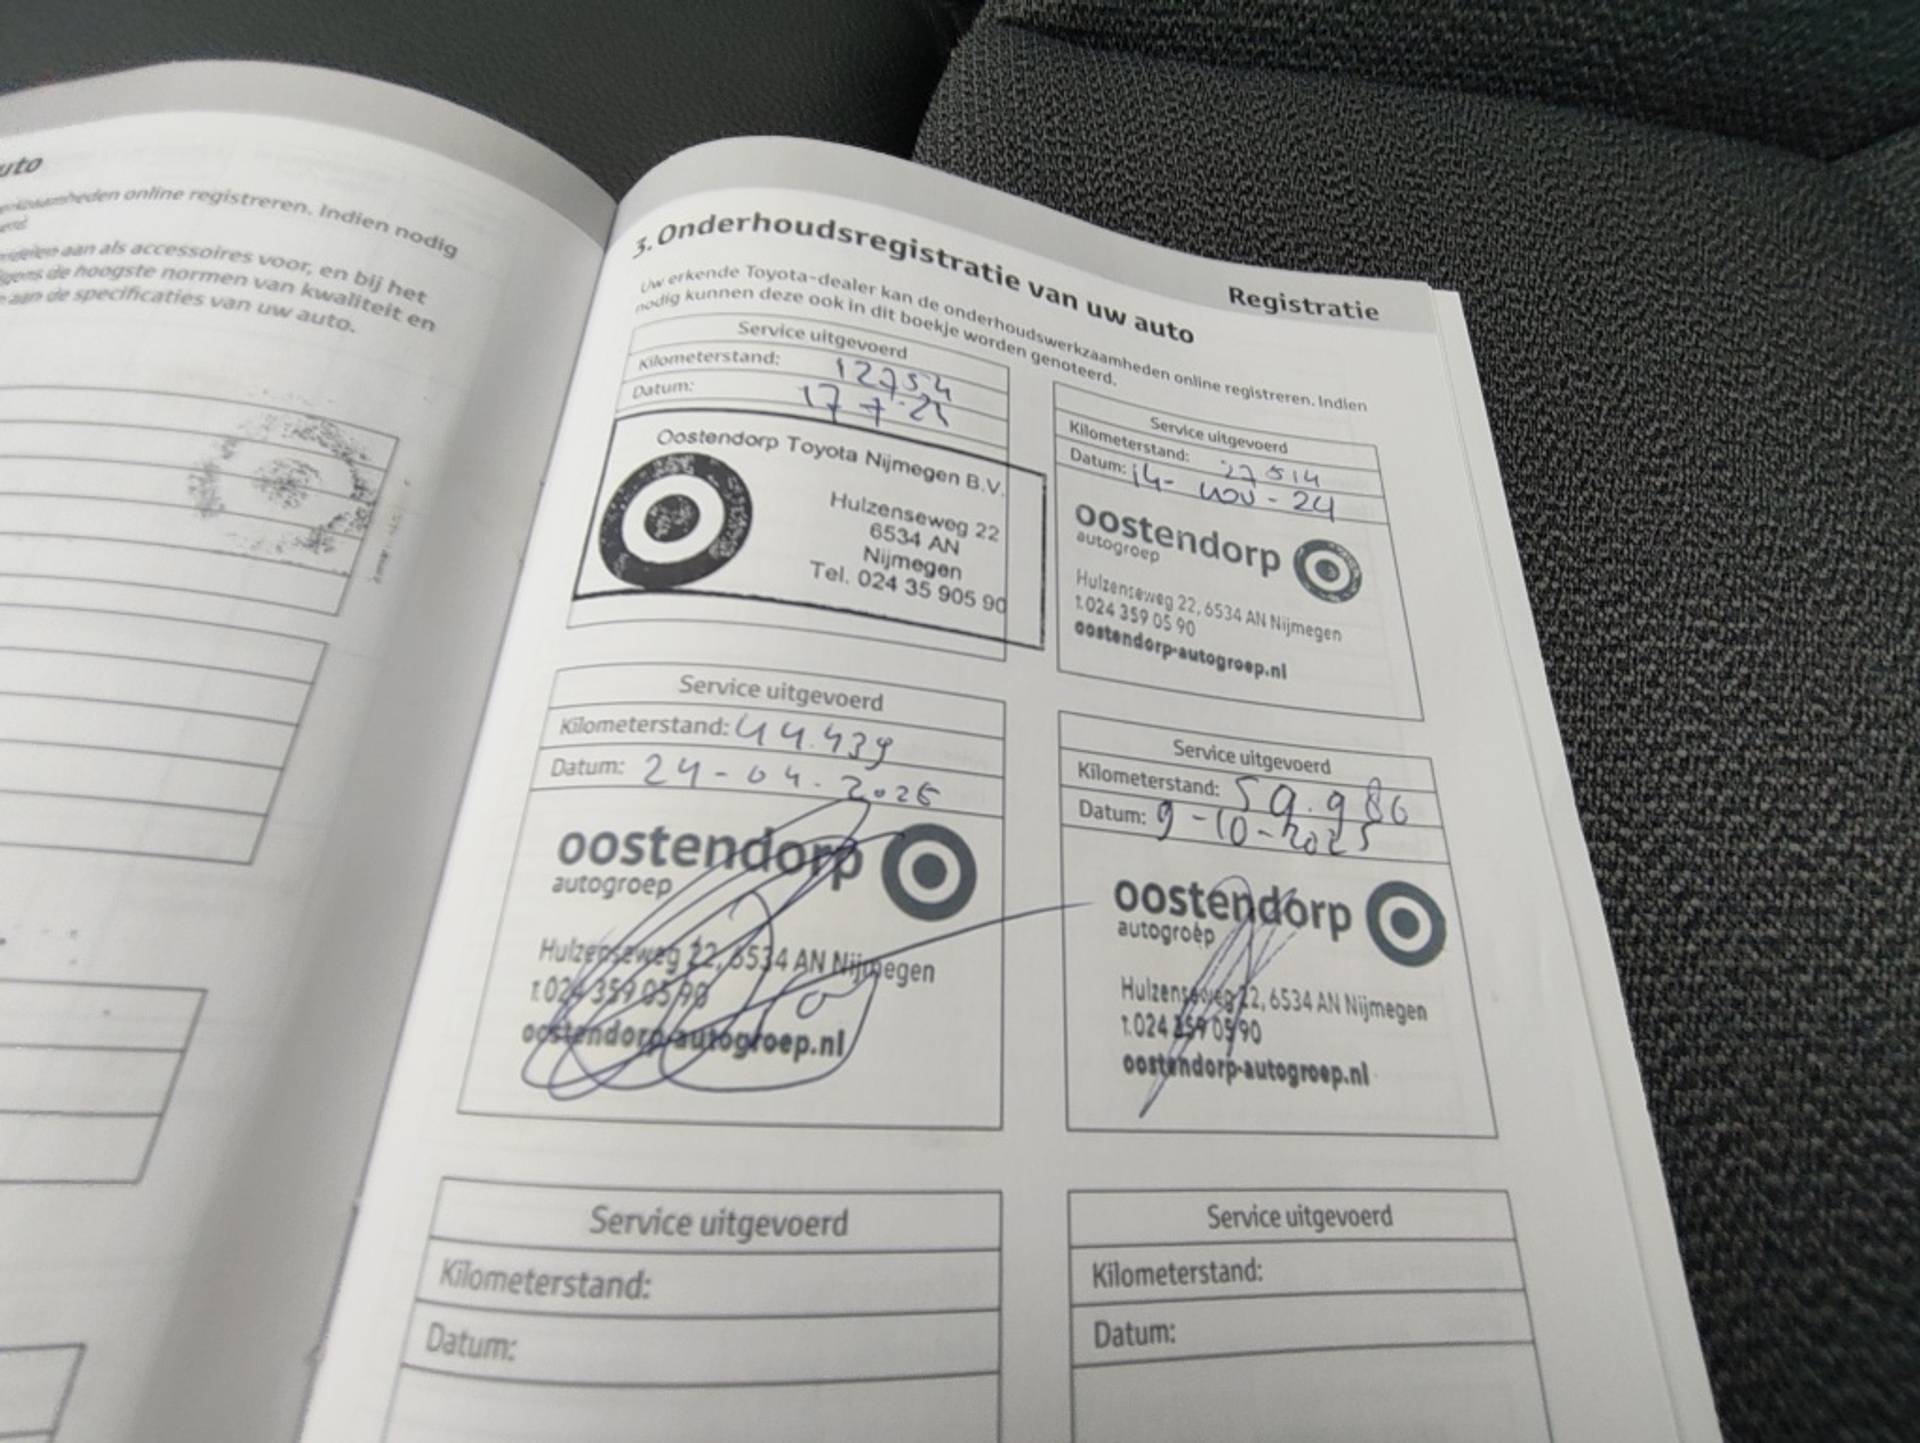 uto
online registreren. Indien nodig
aan als accessoires voor, en bij het
de hoogste normen van kwaliteit en
aan de specificaties van uw auto.
Registratie
3. Onderhoudsregistratie van uw auto
Uw erkende Toyota-dealer kan de onderhoudswerkzaamheden online registreren. Indien
nodig kunnen deze ook in dit boekje worden genoteerd.
Service uitgevoerd
Kilometerstand: 12754
Datum: 17 7
Oostendorp Toyota Nijmegen B.V.
Hulzenseweg 22
6534 AN
Nijmegen
Tel. 024 35 905 90
Service uitgevoerd
Kilometerstand: 27514
Datum: 14- nov - 24
oostendorp
autogroep
Hulzenseweg 22, 6534 AN Nijmegen
t. 024 359 05 90
oostendorp-autogroep.nl
Service uitgevoerd
Kilometerstand: 44.439
Datum: 24-04.2025
oostendorp
autogroep
Hulzenseweg 22, 6534 AN Nijmegen
t. 024 359 05 90
oostendorp-autogroep.nl
Service uitgevoerd
Kilometerstand: 59.986
Datum: 9-10-2025
oostendorp
autogroep
Hulzenseweg 22, 6534 AN Nijmegen
t. 024 359 05 90
oostendorp-autogroep.nl
Service uitgevoerd
Kilometerstand:
Datum:
Service uitgevoerd
Kilometerstand:
Datum: